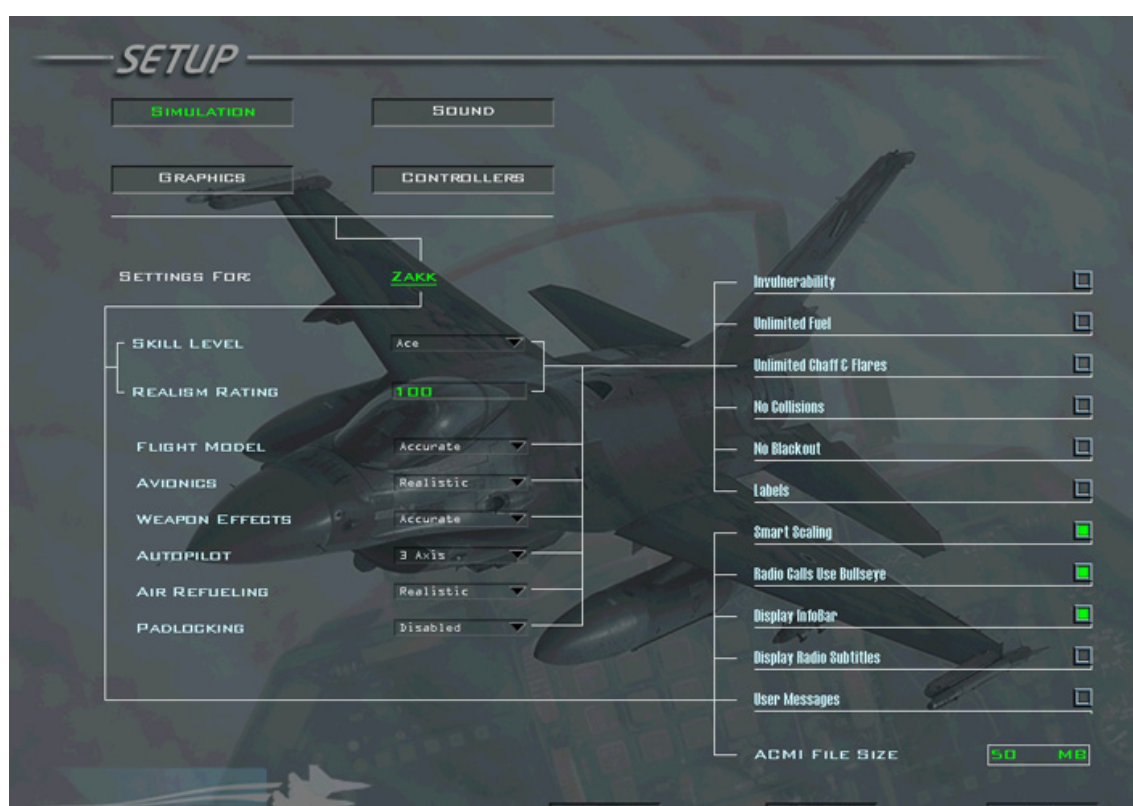 SETUP
SIMULATION
SOUND
GRAPHICS
CONTROLLERS
SETTINGS FOR:
ZAKK
SKILL LEVEL
Ace
REALISM RATING
100
FLIGHT MODEL
Accurate
AVIONICS
Realistic
WEAPON EFFECTS
Accurate
AUTOPILOT
3 Axis
AIR REFUELING
Realistic
PADLOCKING
Disabled
Invulnerability
Unlimited Fuel
Unlimited Chaff & Flares
No Collisions
No Blackout
Labels
Smart Scaling
Radio Calls Use Bullseye
Display InfoBar
Display Radio Subtitles
User Messages
ACMI FILE SIZE
50 MB